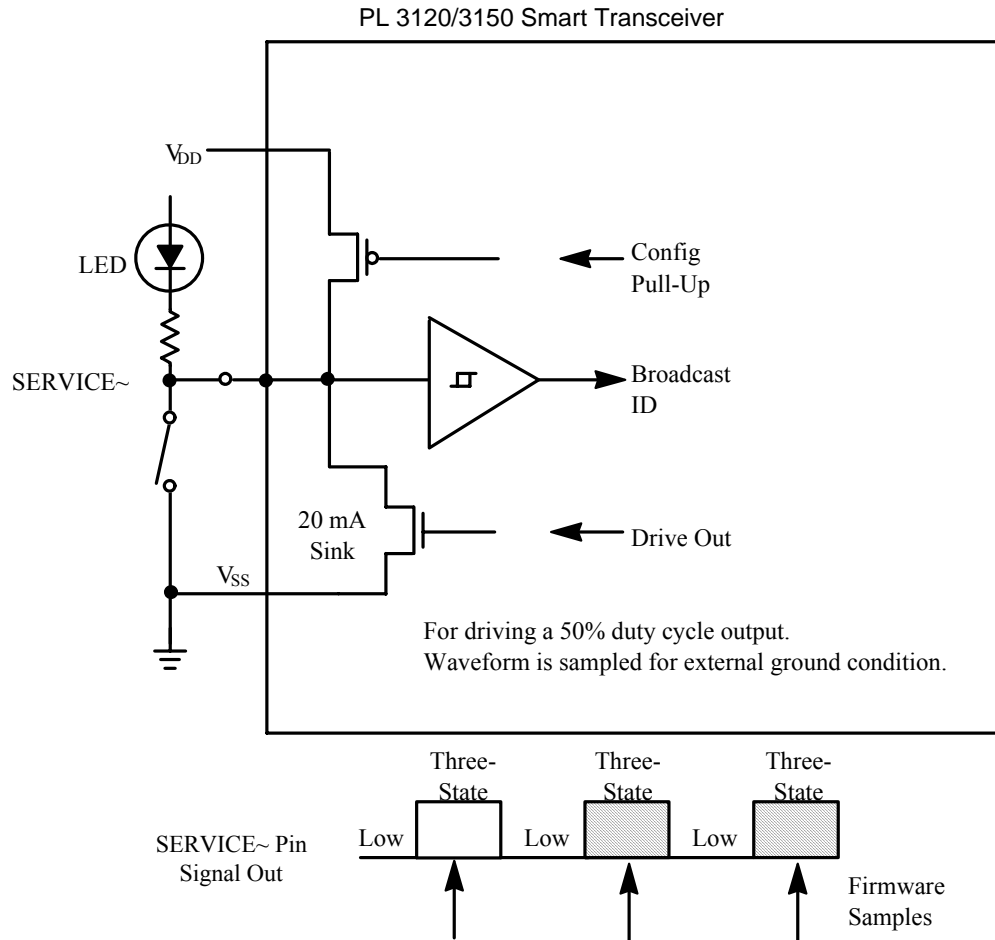 PL 3120/3150 Smart Transceiver
VDD
LED
Config
Pull-Up
SERVICE~
Broadcast
ID
20 mA
Sink
Drive Out
VSS
For driving a 50% duty cycle output.
Waveform is sampled for external ground condition.
Three-
State
Three-
State
Three-
State
SERVICE~ Pin
Signal Out
Low
Low
Low
Firmware
Samples